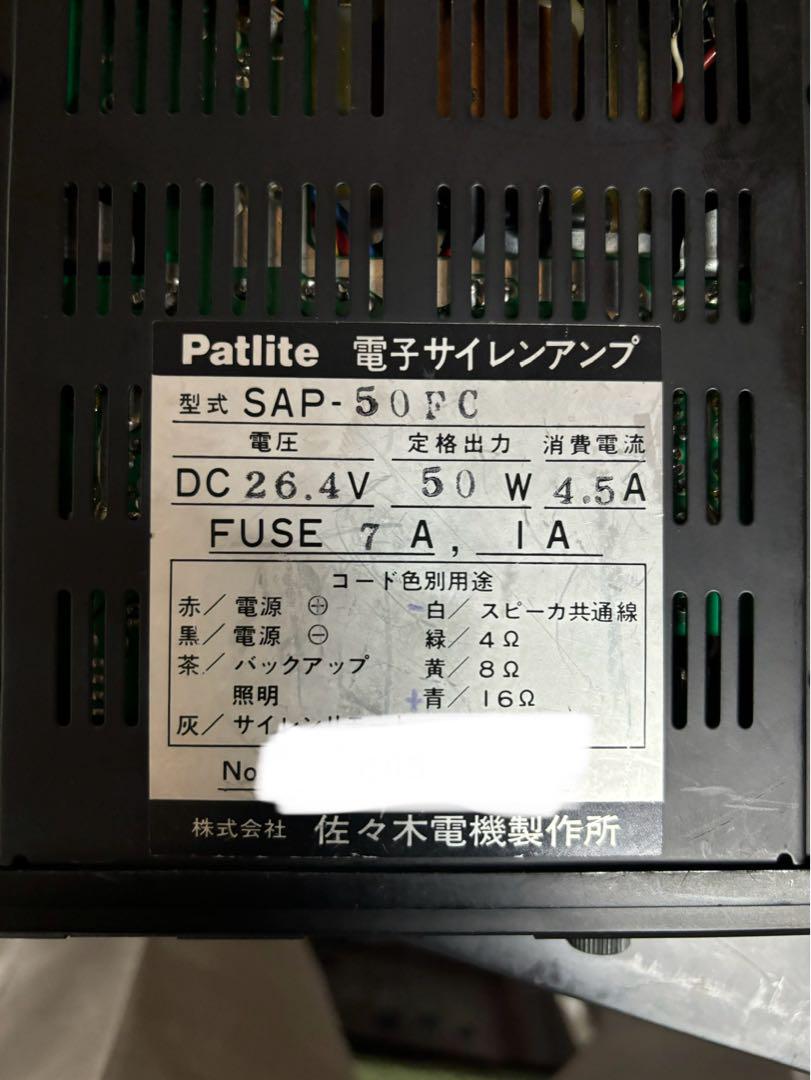 Patlite 電子サイレンアンプ
型式 SAP-50FC
電圧 定格出力 消費電流
DC 26.4V 50 W 4.5A
FUSE 7 A, 1 A
コード色別用途
赤/電源 ⊕ 白/スピーカ共通線
黒/電源 ⊖ 緑/4Ω
茶/バックアップ 黄/8Ω
照明 + 青/16Ω
灰/サイレン
No
株式会社 佐々木電機製作所